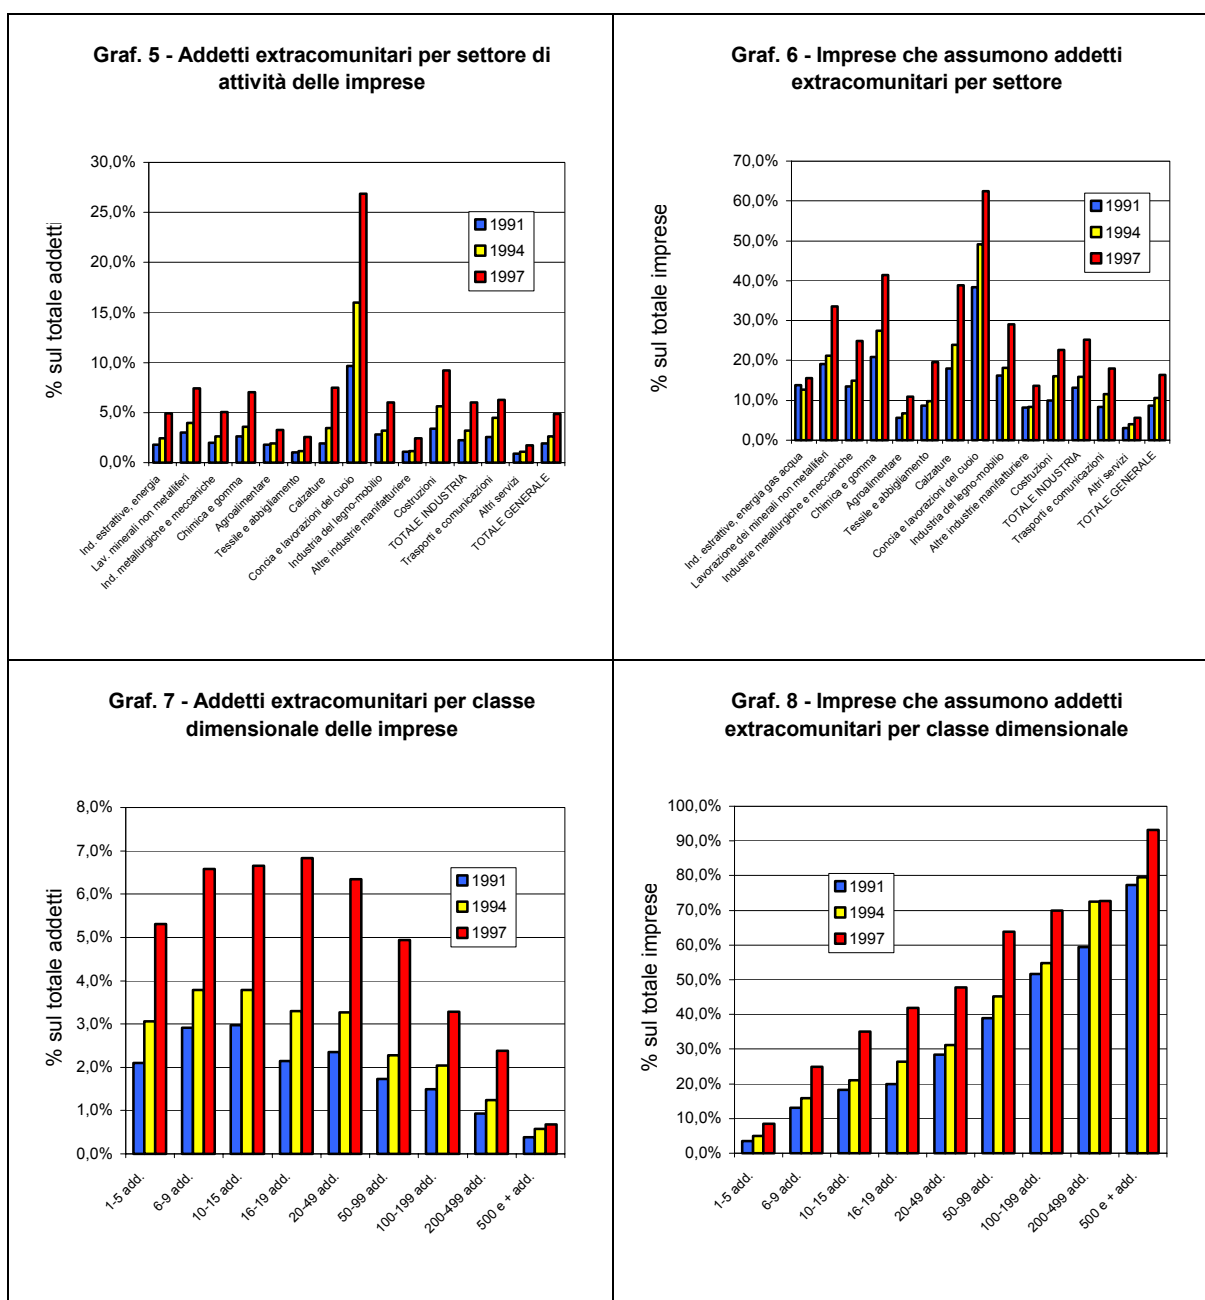 Graf. 5 - Addetti extracomunitari per settore di
attività delle imprese
% sul totale addetti
30,0%
25,0%
20,0%
15,0%
10,0%
5,0%
0,0%
1991
1994
1997
Ind. estrattive, energia
Lav. minerali non metalliferi
Ind. metallurgiche e meccaniche
Chimica e gomma
Agroalimentare
Tessile e abbigliamento
Calzature
Concia e lavorazioni del cuoio
Industria del legno-mobilio
Altre industrie manifatturiere
Costruzioni
TOTALE INDUSTRIA
Trasporti e comunicazioni
Altri servizi
TOTALE GENERALE
Graf. 6 - Imprese che assumono addetti
extracomunitari per settore
% sul totale imprese
70,0%
60,0%
50,0%
40,0%
30,0%
20,0%
10,0%
0,0%
1991
1994
1997
Ind. estrattive, energia gas acqua
Lavorazione dei minerali non metalliferi
Industrie metallurgiche e meccaniche
Chimica e gomma
Agroalimentare
Tessile e abbigliamento
Calzature
Concia e lavorazioni del cuoio
Industria del legno-mobilio
Altre industrie manifatturiere
Costruzioni
TOTALE INDUSTRIA
Trasporti e comunicazioni
Altri servizi
TOTALE GENERALE
Graf. 7 - Addetti extracomunitari per classe
dimensionale delle imprese
% sul totale addetti
8,0%
7,0%
6,0%
5,0%
4,0%
3,0%
2,0%
1,0%
0,0%
1991
1994
1997
1-5 add.
6-9 add.
10-15 add.
16-19 add.
20-49 add.
50-99 add.
100-199 add.
200-499 add.
500 e + add.
Graf. 8 - Imprese che assumono addetti
extracomunitari per classe dimensionale
% sul totale imprese
100,0%
90,0%
80,0%
70,0%
60,0%
50,0%
40,0%
30,0%
20,0%
10,0%
0,0%
1991
1994
1997
1-5 add.
6-9 add.
10-15 add.
16-19 add.
20-49 add.
50-99 add.
100-199 add.
200-499 add.
500 e + add.